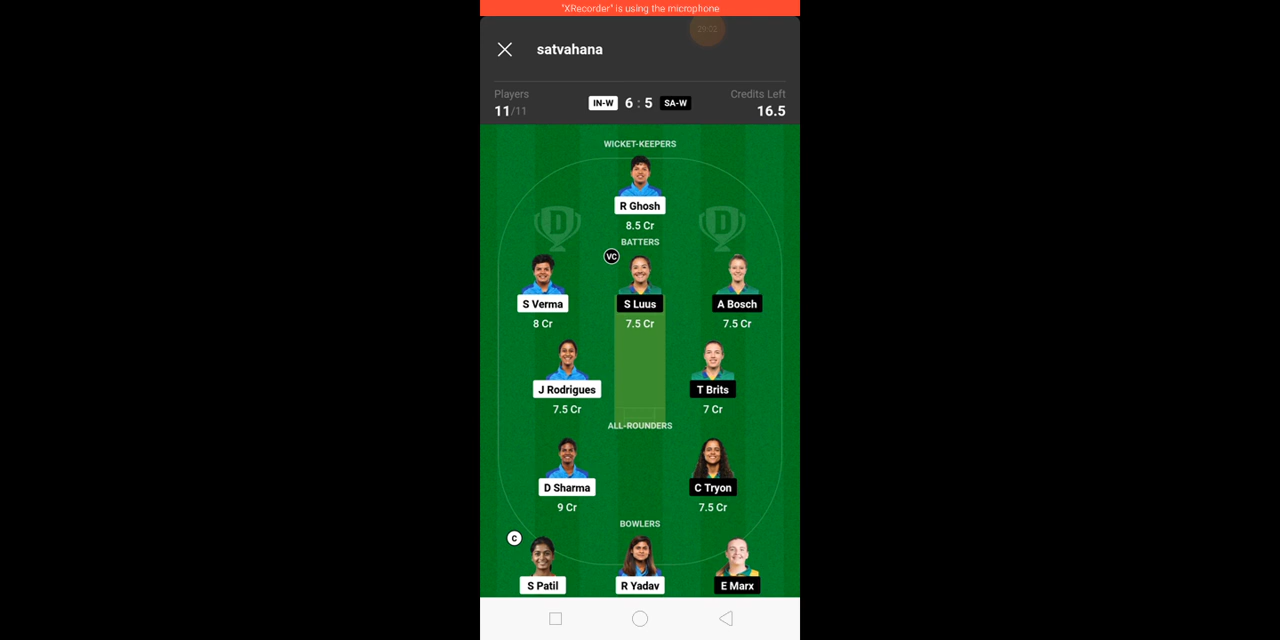 "XRecorder" is using the microphone
29:02
satvahana
Players
Credits Left
11/11
IN-W 6 : 5 SA-W
16.5
WICKET-KEEPERS
R Ghosh
8.5 Cr
BATTERS
VC
S Verma
S Luus
A Bosch
8 Cr
7.5 Cr
7.5 Cr
J Rodrigues
T Brits
7.5 Cr
7 Cr
ALL-ROUNDERS
D Sharma
C Tryon
9 Cr
7.5 Cr
BOWLERS
C
S Patil
R Yadav
E Marx